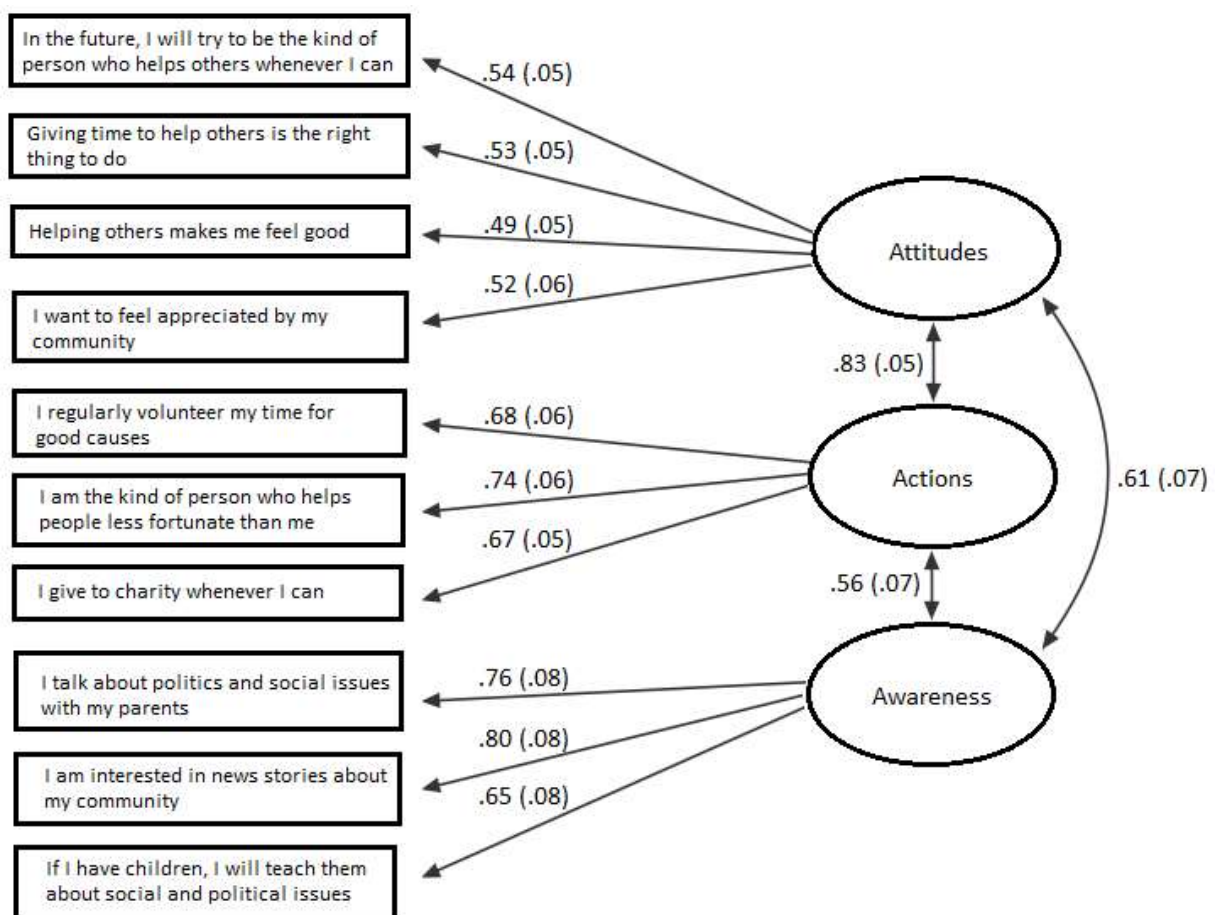 In the future, I will try to be the kind of
person who helps others whenever I can
.54 (.05)
Giving time to help others is the right
thing to do
.53 (.05)
Helping others makes me feel good
.49 (.05)
I want to feel appreciated by my
community
.52 (.06)
Attitudes
.83 (.05)
I regularly volunteer my time for
good causes
.68 (.06)
I am the kind of person who helps
people less fortunate than me
.74 (.06)
I give to charity whenever I can
.67 (.05)
Actions
.61 (.07)
.56 (.07)
I talk about politics and social issues
with my parents
.76 (.08)
I am interested in news stories about
my community
.80 (.08)
If I have children, I will teach them
about social and political issues
.65 (.08)
Awareness